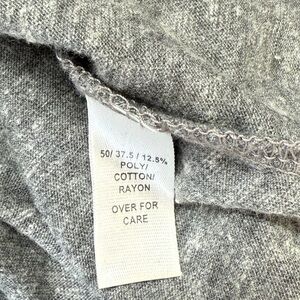 50/ 37.5 / 12.5%
POLY/
COTTON/
RAYON
OVER FOR
CARE